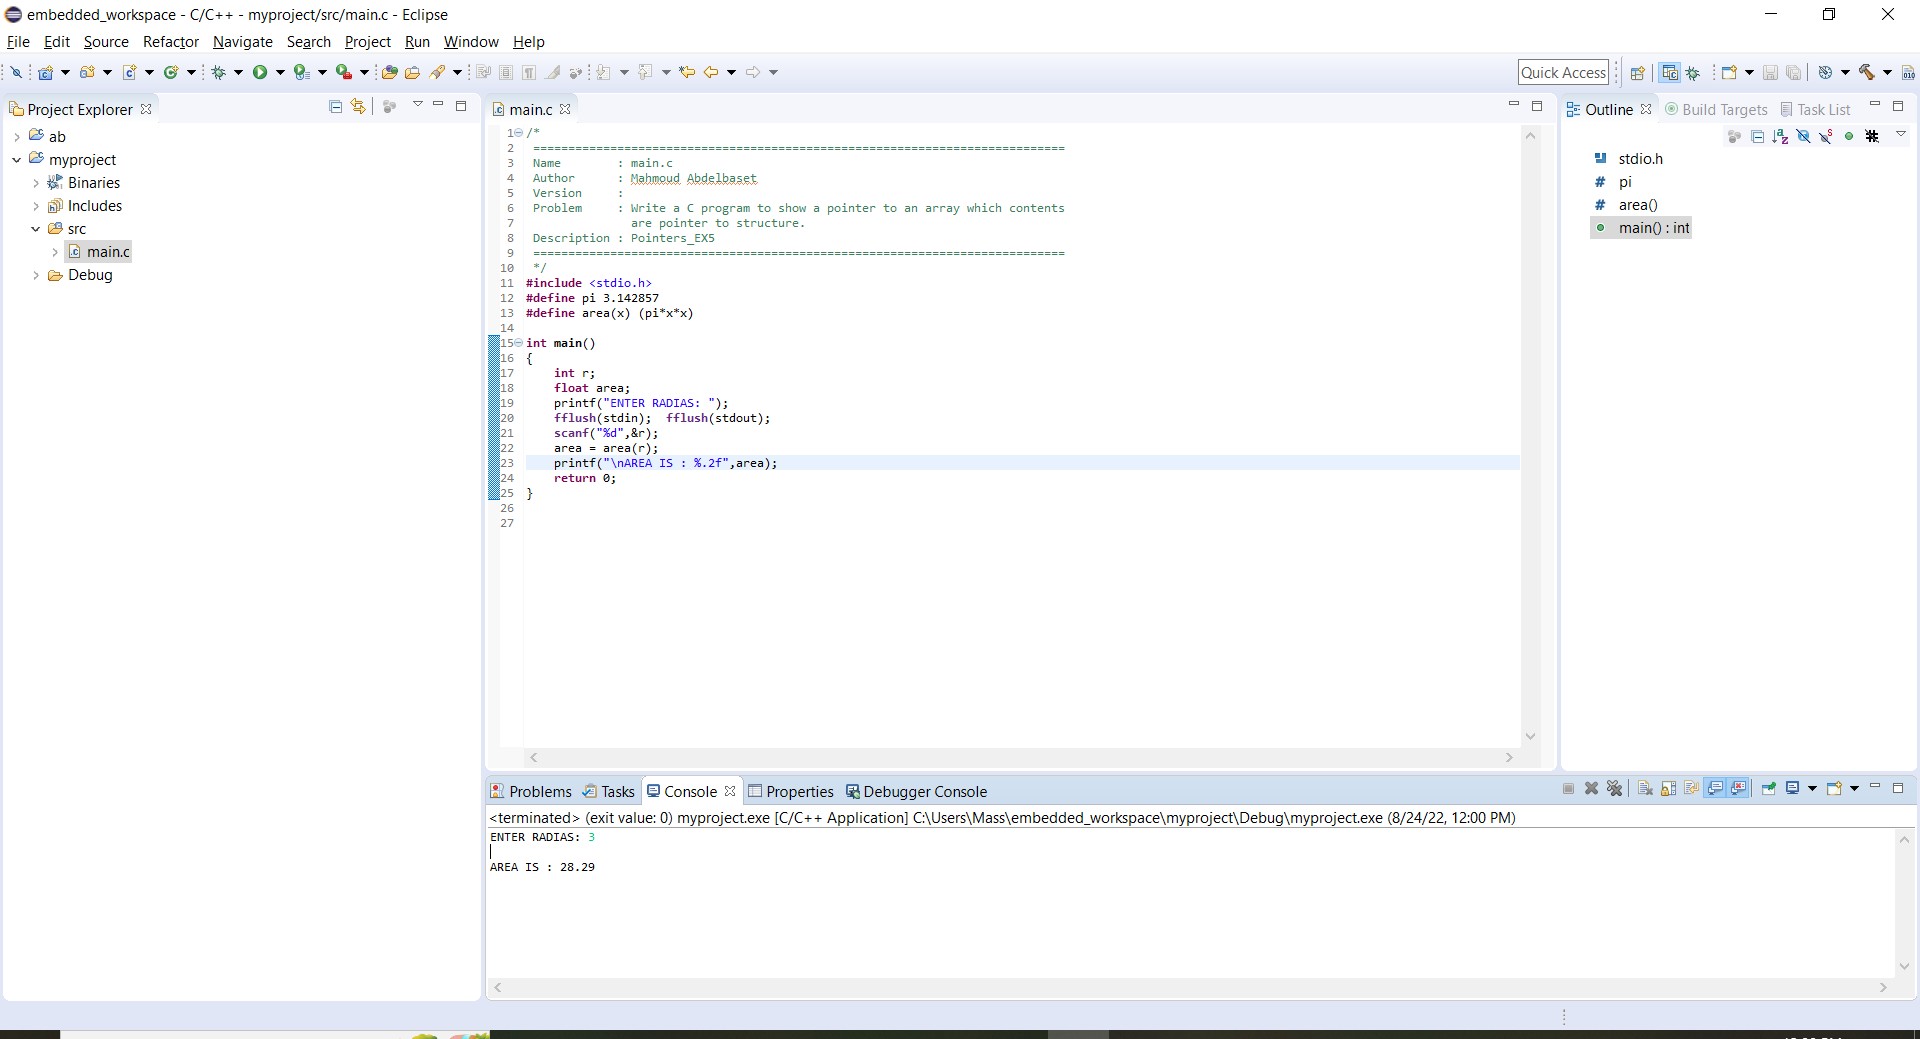 embedded_workspace - C/C++ - myproject/src/main.c - Eclipse
File Edit Source Refactor Navigate Search Project Run Window Help
Quick Access
Project Explorer
ab
myproject
Binaries
Includes
src
main.c
Debug
main.c
1 /*
2 ============================================================================
3 Name        : main.c
4 Author      : Mahmoud Abdelbaset
5 Version     :
6 Problem     : Write a C program to show a pointer to an array which contents
7               are pointer to structure.
8 Description : Pointers_EX5
9 ============================================================================
10 */
11 #include <stdio.h>
12 #define pi 3.142857
13 #define area(x) (pi*x*x)
14
15 int main()
16 {
17     int r;
18     float area;
19     printf("ENTER RADIAS: ");
20     fflush(stdin);  fflush(stdout);
21     scanf("%d",&r);
22     area = area(r);
23     printf("\nAREA IS : %.2f",area);
24     return 0;
25 }
26
27
Outline Build Targets Task List
stdio.h
# pi
# area()
main() : int
Problems Tasks Console Properties Debugger Console
<terminated> (exit value: 0) myproject.exe [C/C++ Application] C:\Users\Mass\embedded_workspace\myproject\Debug\myproject.exe (8/24/22, 12:00 PM)
ENTER RADIAS: 3
AREA IS : 28.29